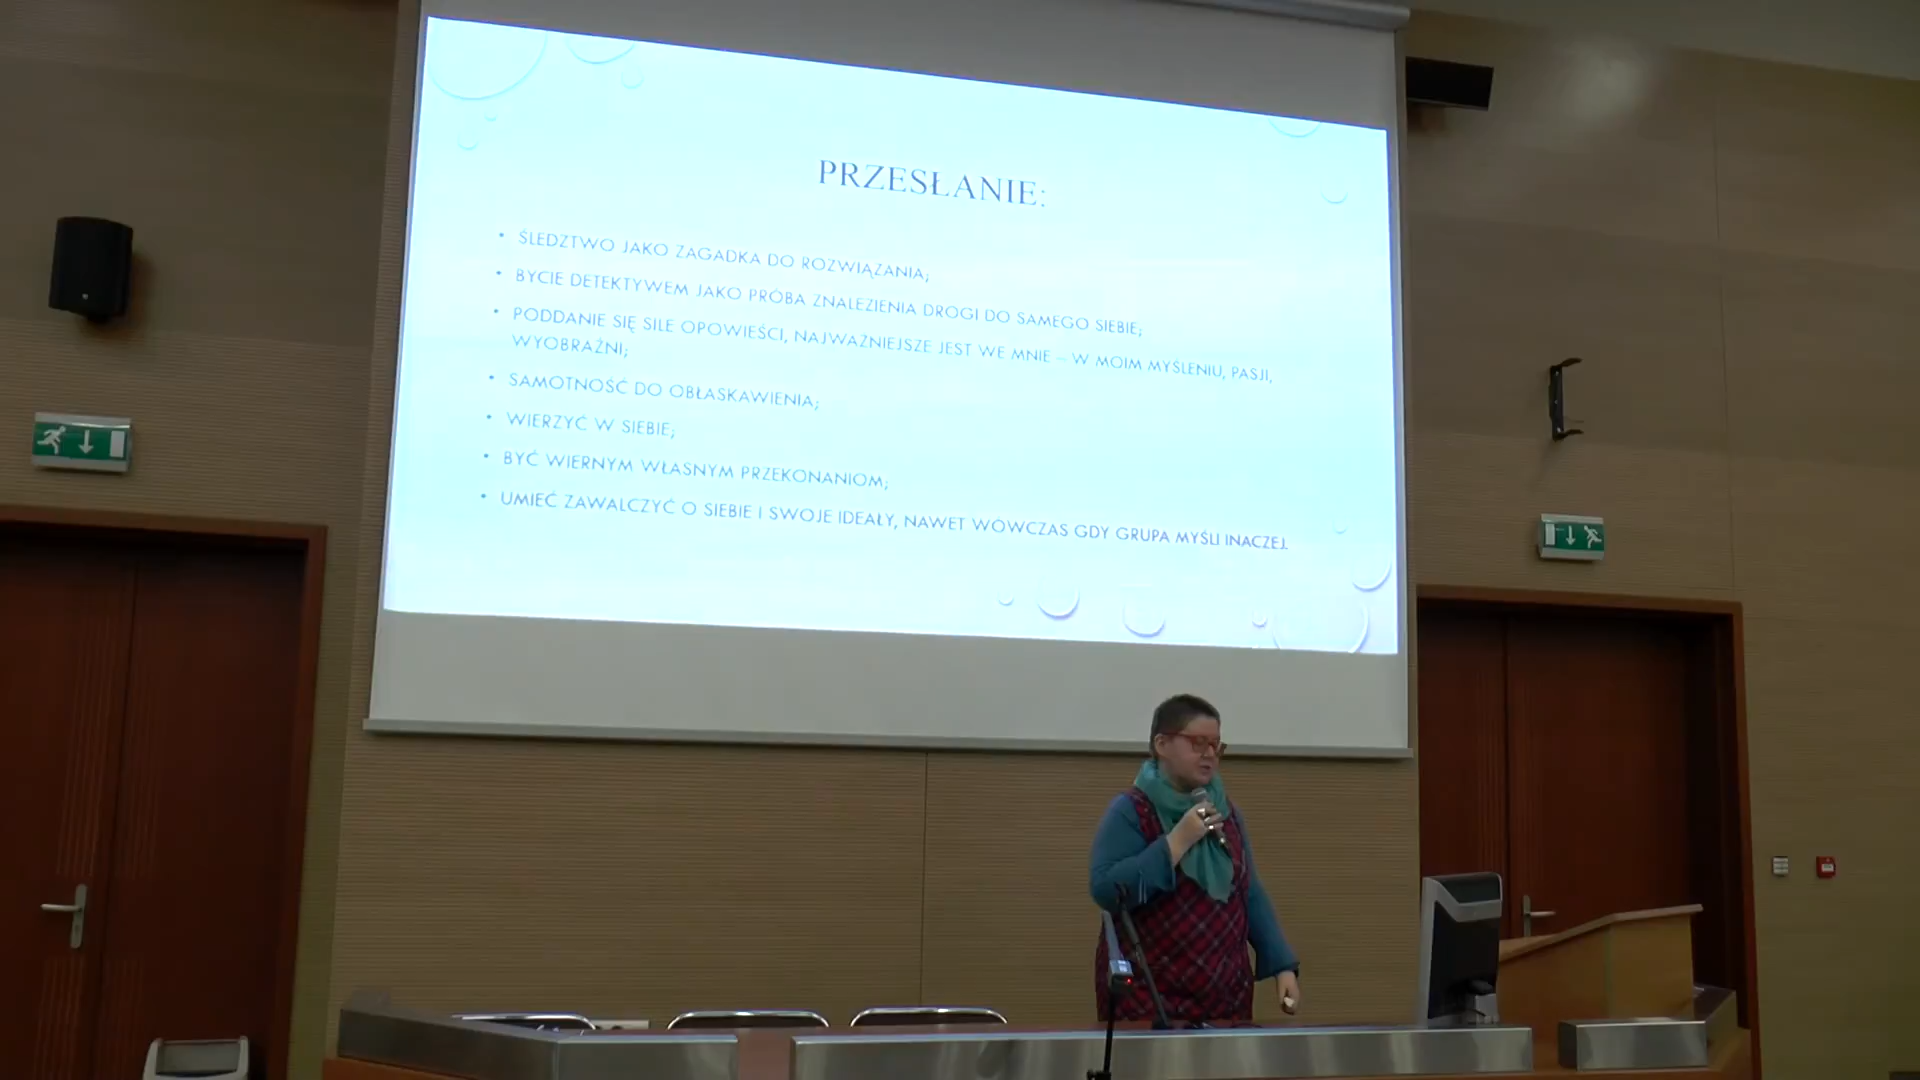 PRZESŁANIE:
• ŚLEDZTWO JAKO ZAGADKA DO ROZWIĄZANIA;
• BYCIE DETEKTYWEM JAKO PRÓBA ZNALEZIENIA DROGI DO SAMEGO SIEBIE;
• PODDANIE SIĘ SILE OPOWIEŚCI, NAJWAŻNIEJSZE JEST WE MNIE – W MOIM MYŚLENIU, PASJI,
WYOBRAŹNI;
• SAMOTNOŚĆ DO OBŁASKAWIENIA;
• WIERZYĆ W SIEBIE;
• BYĆ WIERNYM WŁASNYM PRZEKONANIOM;
• UMIEĆ ZAWALCZYĆ O SIEBIE I SWOJE IDEAŁY, NAWET WÓWCZAS GDY GRUPA MYŚLI INACZEJ.